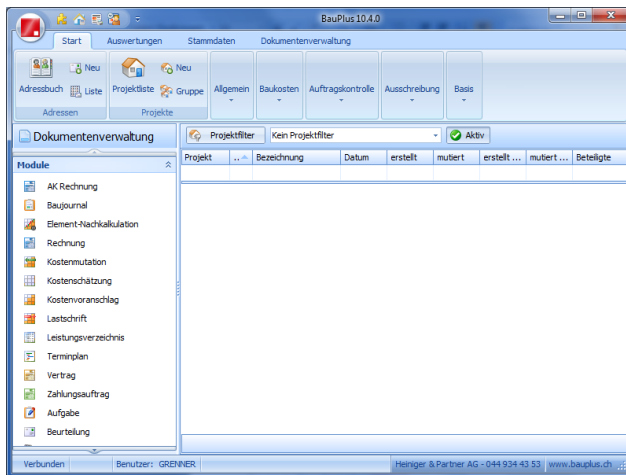 BauPlus 10.4.0
Start Auswertungen Stammdaten Dokumentenverwaltung
Neu Neu
Adressbuch Liste Projektliste Gruppe Allgemein Baukosten Auftragskontrolle Ausschreibung Basis
Adressen Projekte
Dokumentenverwaltung Projektfilter Kein Projektfilter Aktiv
Projekt .. Bezeichnung Datum erstellt mutiert erstellt ... mutiert ... Beteiligte
Module
AK Rechnung
Baujournal
Element-Nachkalkulation
Rechnung
Kostenmutation
Kostenschätzung
Kostenvoranschlag
Lastschrift
Leistungsverzeichnis
Terminplan
Vertrag
Zahlungsauftrag
Aufgabe
Beurteilung
Verbunden Benutzer: GRENNER Heiniger & Partner AG - 044 934 43 53 www.bauplus.ch